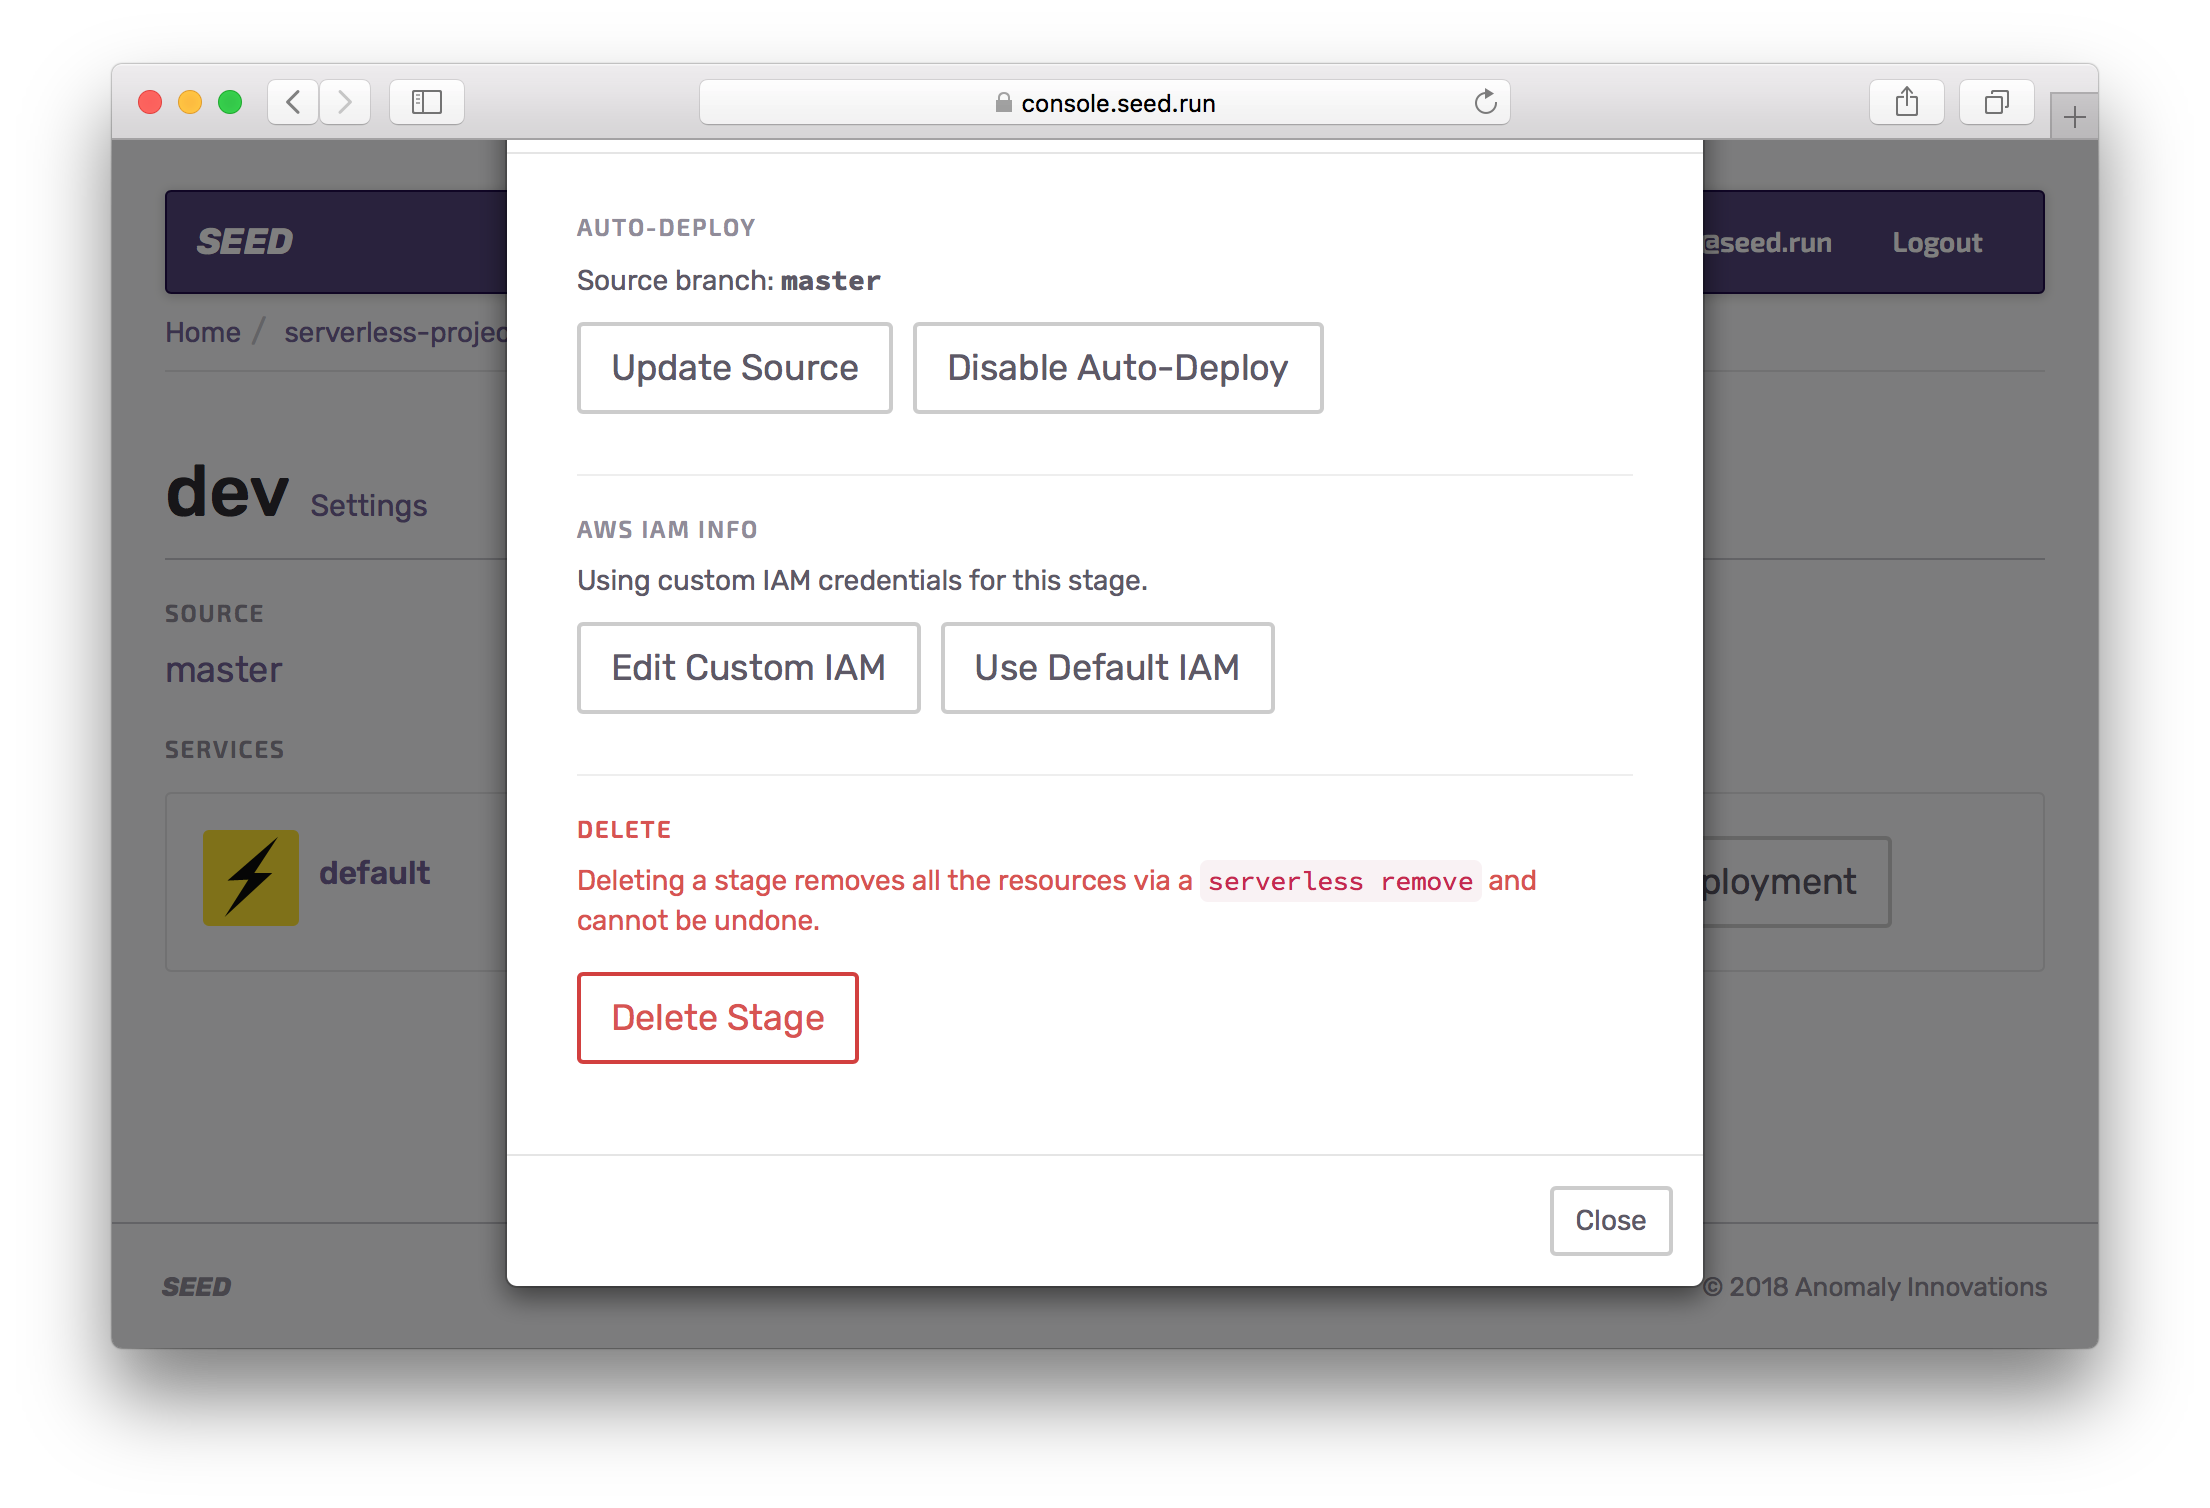 console.seed.run
SEED
@seed.run
Logout
Home / serverless-projec
dev Settings
SOURCE
master
SERVICES
default
AUTO-DEPLOY
Source branch: master
Update Source
Disable Auto-Deploy
AWS IAM INFO
Using custom IAM credentials for this stage.
Edit Custom IAM
Use Default IAM
DELETE
Deleting a stage removes all the resources via a serverless remove and
cannot be undone.
Delete Stage
ployment
Close
SEED
© 2018 Anomaly Innovations